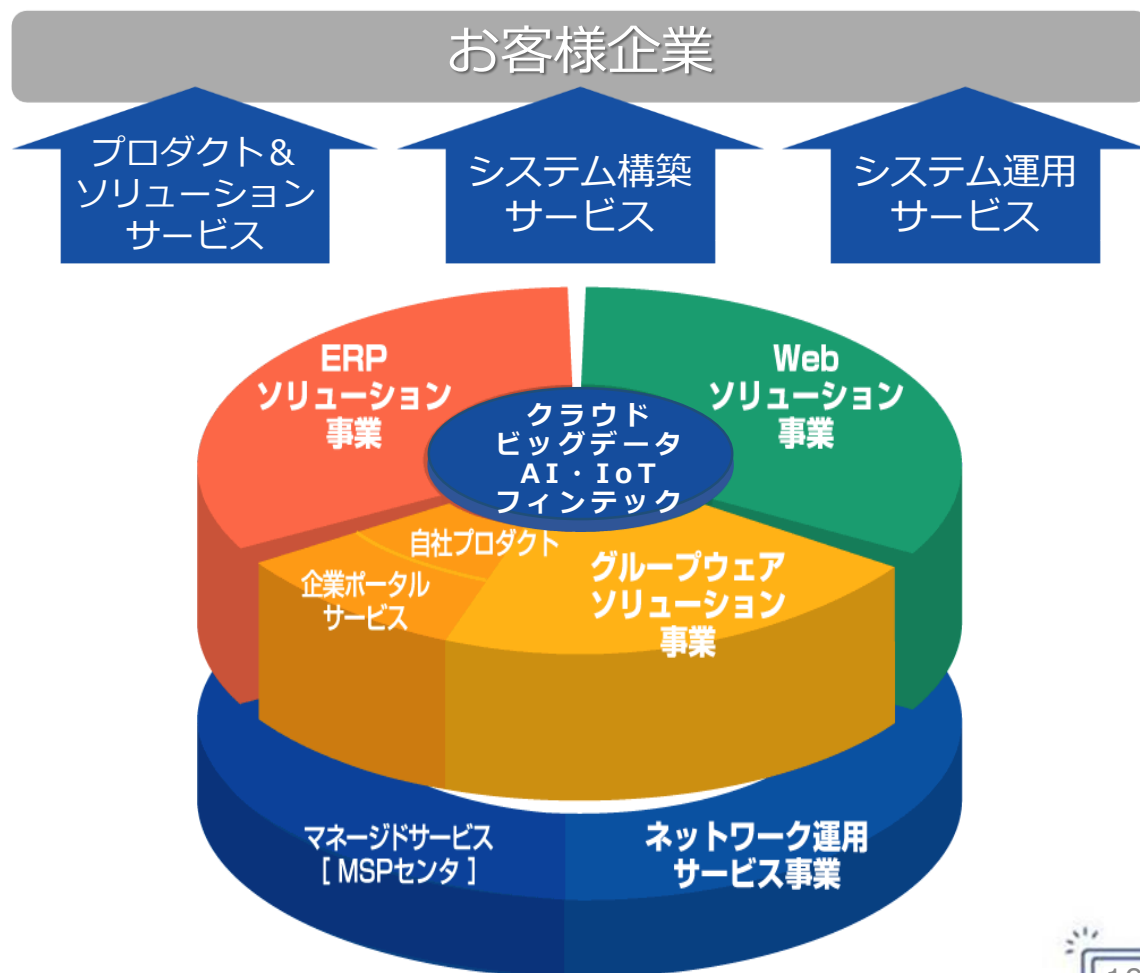 お客様企業
プロダクト＆
ソリューション
サービス
システム構築
サービス
システム運用
サービス
ERP
ソリューション
事業
Web
ソリューション
事業
クラウド
ビッグデータ
AI・IoT
フィンテック
自社プロダクト
企業ポータル
サービス
グループウェア
ソリューション
事業
マネージドサービス
［MSPセンタ］
ネットワーク運用
サービス事業